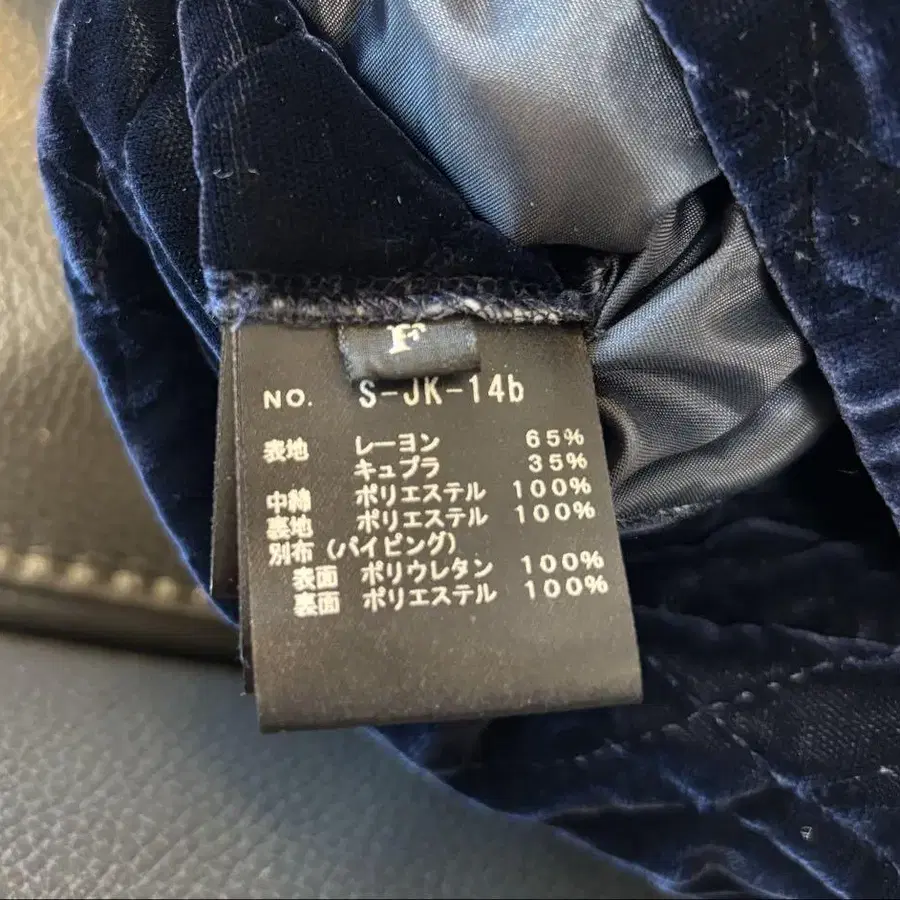 F
NO. S-JK-14b
表地 レーヨン 65%
キュプラ 35%
中綿 ポリエステル 100%
裏地 ポリエステル 100%
別布(パイピング)
表面 ポリウレタン 100%
裏面 ポリエステル 100%